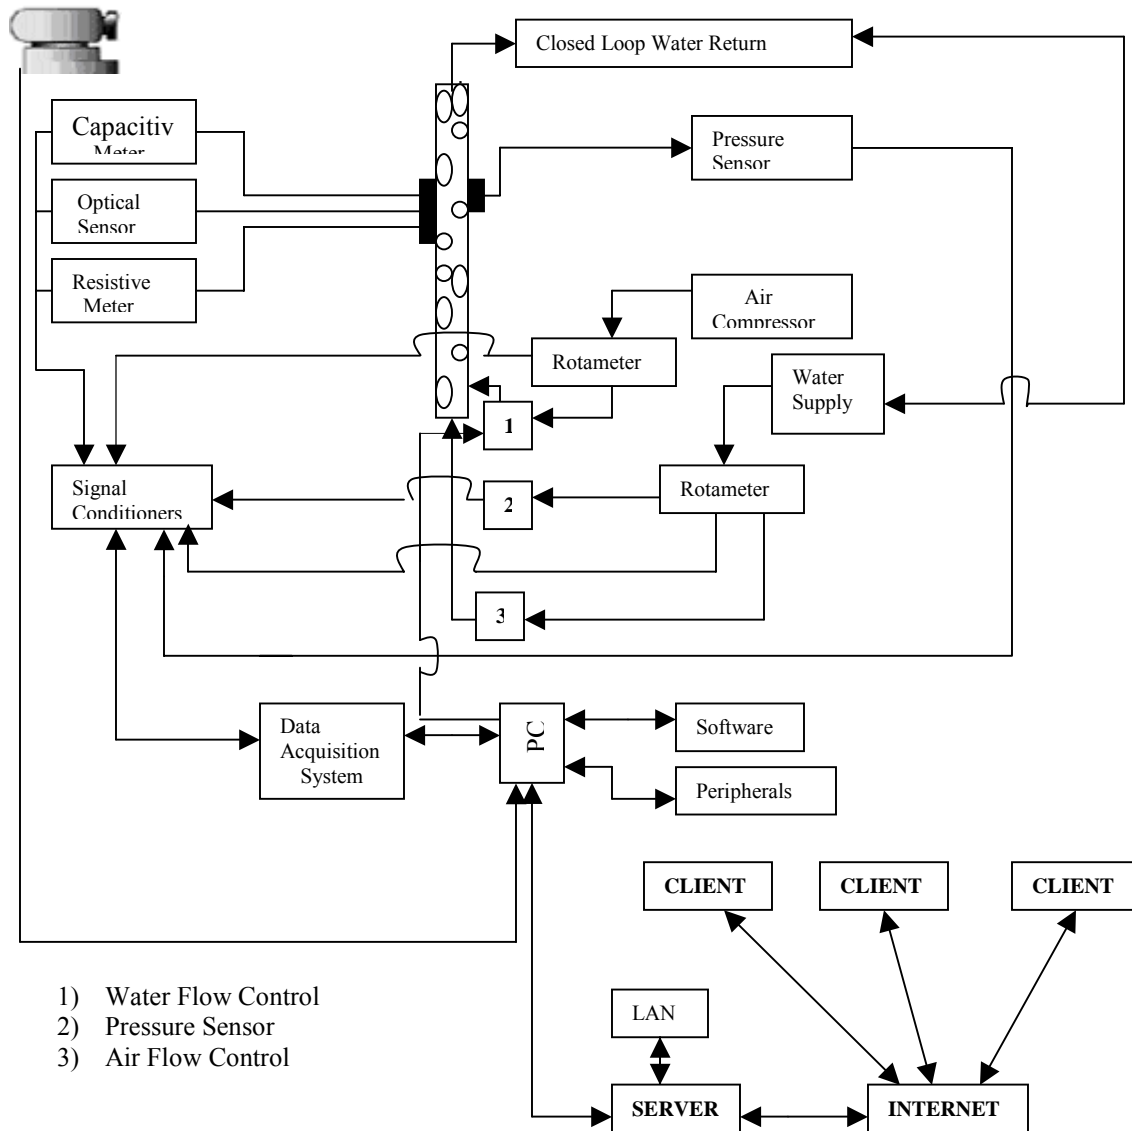 Closed Loop Water Return
Capacitiv
Meter
Pressure
Sensor
Optical
Sensor
Resistive
Meter
Air
Compressor
Rotameter
Water
Supply
1
Signal
Conditioners
2
Rotameter
3
Data
Acquisition
System
PC
Software
Peripherals
CLIENT
CLIENT
CLIENT
1) Water Flow Control
2) Pressure Sensor
3) Air Flow Control
LAN
SERVER
INTERNET